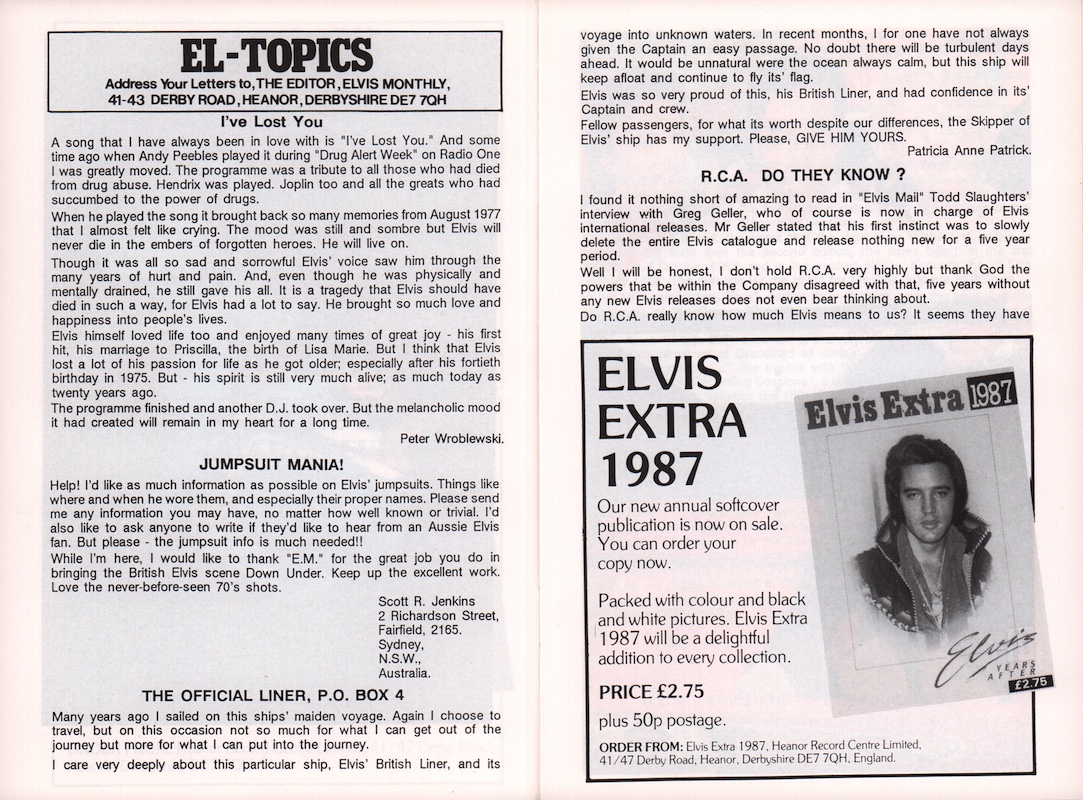 EL-TOPICS
Address Your Letters to, THE EDITOR, ELVIS MONTHLY,
41-43 DERBY ROAD, HEANOR, DERBYSHIRE DE7 7QH
I've Lost You
A song that I have always been in love with is "I've Lost You." And some
time ago when Andy Peebles played it during "Drug Alert Week" on Radio One
I was greatly moved. The programme was a tribute to all those who had died
from drug abuse. Hendrix was played. Joplin too and all the greats who had
succumbed to the power of drugs.
When he played the song it brought back so many memories from August 1977
that I almost felt like crying. The mood was still and sombre but Elvis will
never die in the embers of forgotten heroes. He will live on.
Though it was all so sad and sorrowful Elvis' voice saw him through the
many years of hurt and pain. And, even though he was physically and
mentally drained, he still gave his all. It is a tragedy that Elvis should have
died in such a way, for Elvis had a lot to say. He brought so much love and
happiness into people's lives.
Elvis himself loved life too and enjoyed many times of great joy - his first
hit, his marriage to Priscilla, the birth of Lisa Marie. But I think that Elvis
lost a lot of his passion for life as he got older; especially after his fortieth
birthday in 1975. But - his spirit is still very much alive; as much today as
twenty years ago.
The programme finished and another D.J. took over. But the melancholic mood
it had created will remain in my heart for a long time.
Peter Wroblewski.
JUMPSUIT MANIA!
Help! I'd like as much information as possible on Elvis' jumpsuits. Things like
where and when he wore them, and especially their proper names. Please send
me any information you may have, no matter how well known or trivial. I'd
also like to ask anyone to write if they'd like to hear from an Aussie Elvis
fan. But please - the jumpsuit info is much needed!!
While I'm here, I would like to thank "E.M." for the great job you do in
bringing the British Elvis scene Down Under. Keep up the excellent work.
Love the never-before-seen 70's shots.
Scott R. Jenkins
2 Richardson Street,
Fairfield, 2165.
Sydney,
N.S.W.,
Australia.
THE OFFICIAL LINER, P.O. BOX 4
Many years ago I sailed on this ships' maiden voyage. Again I choose to
travel, but on this occasion not so much for what I can get out of the
journey but more for what I can put into the journey.
I care very deeply about this particular ship, Elvis' British Liner, and its
voyage into unknown waters. In recent months, I for one have not always
given the Captain an easy passage. No doubt there will be turbulent days
ahead. It would be unnatural were the ocean always calm, but this ship will
keep afloat and continue to fly its' flag.
Elvis was so very proud of this, his British Liner, and had confidence in its'
Captain and crew.
Fellow passengers, for what its worth despite our differences, the Skipper of
Elvis' ship has my support. Please, GIVE HIM YOURS.
Patricia Anne Patrick.
R.C.A. DO THEY KNOW ?
I found it nothing short of amazing to read in "Elvis Mail" Todd Slaughters'
interview with Greg Geller, who of course is now in charge of Elvis
international releases. Mr Geller stated that his first instinct was to slowly
delete the entire Elvis catalogue and release nothing new for a five year
period.
Well I will be honest, I don't hold R.C.A. very highly but thank God the
powers that be within the Company disagreed with that, five years without
any new Elvis releases does not even bear thinking about.
Do R.C.A. really know how much Elvis means to us? It seems they have
ELVIS
EXTRA
1987
Our new annual softcover
publication is now on sale.
You can order your
copy now.
Packed with colour and black
and white pictures. Elvis Extra
1987 will be a delightful
addition to every collection.
PRICE £2.75
plus 50p postage.
ORDER FROM: Elvis Extra 1987, Heanor Record Centre Limited,
41/47 Derby Road, Heanor, Derbyshire DE7 7QH, England.
Elvis Extra 1987
Elvis
YEARS
AFTER
£2.75